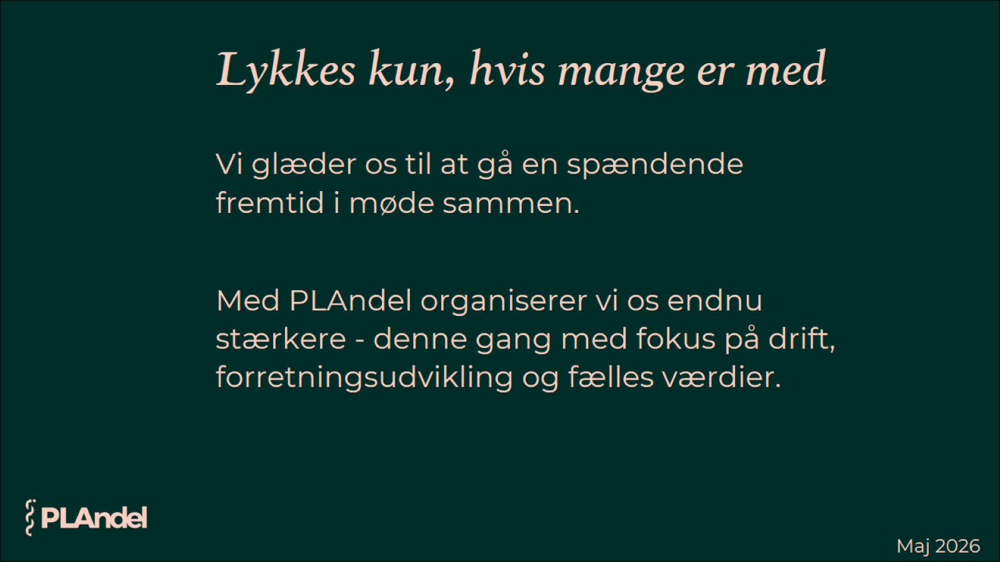 Lykkes kun, hvis mange er med
Vi glæder os til at gå en spændende
fremtid i møde sammen.
Med PLAndel organiserer vi os endnu
stærkere - denne gang med fokus på drift,
forretningsudvikling og fælles værdier.
PLAndel
Maj 2026